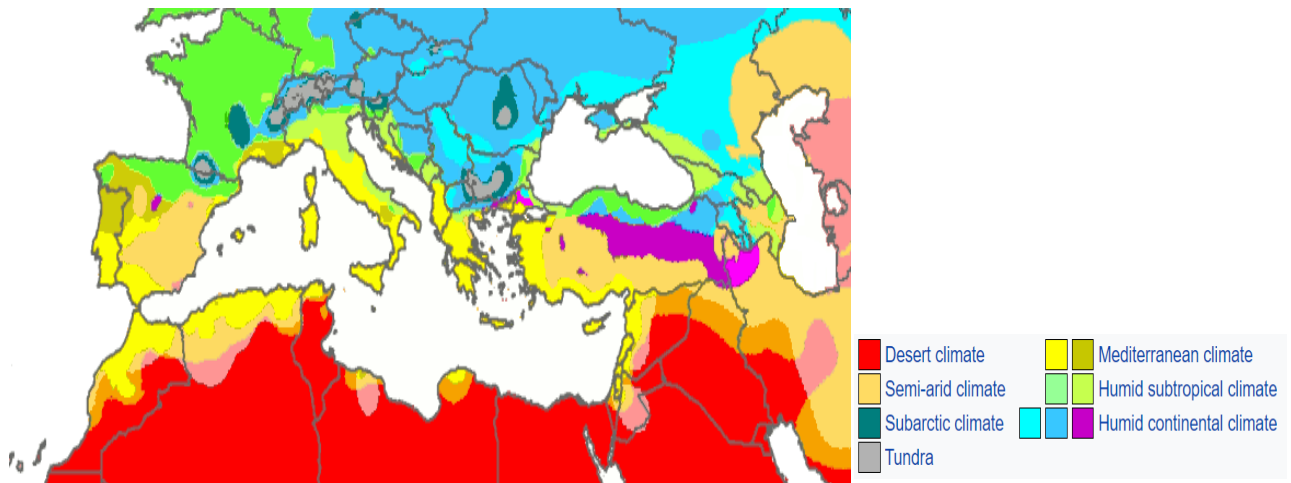 Desert climate
Mediterranean climate
Semi-arid climate
Humid subtropical climate
Subarctic climate
Humid continental climate
Tundra